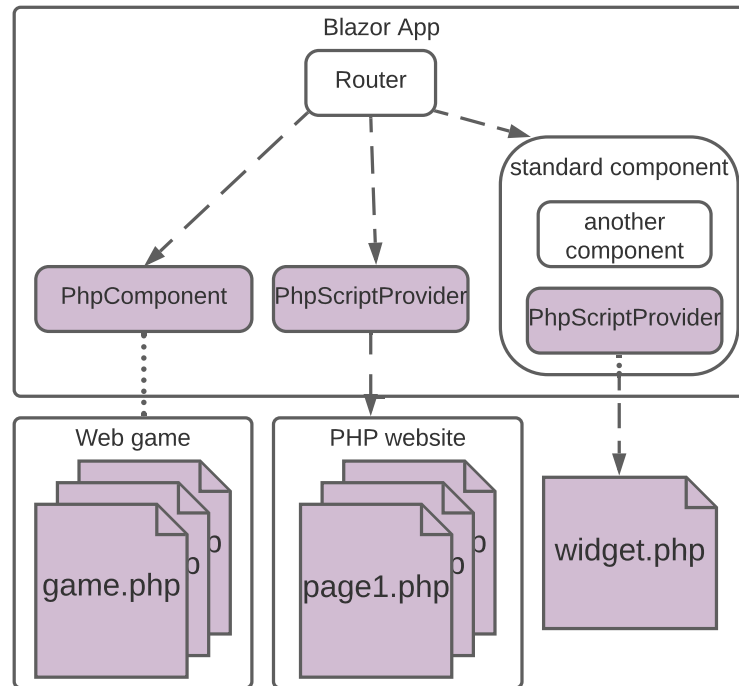 Blazor App
Router
standard component
another
component
PhpComponent
PhpScriptProvider
PhpScriptProvider
Web game
PHP website
p
p
game.php
p
p
page1.php
widget.php